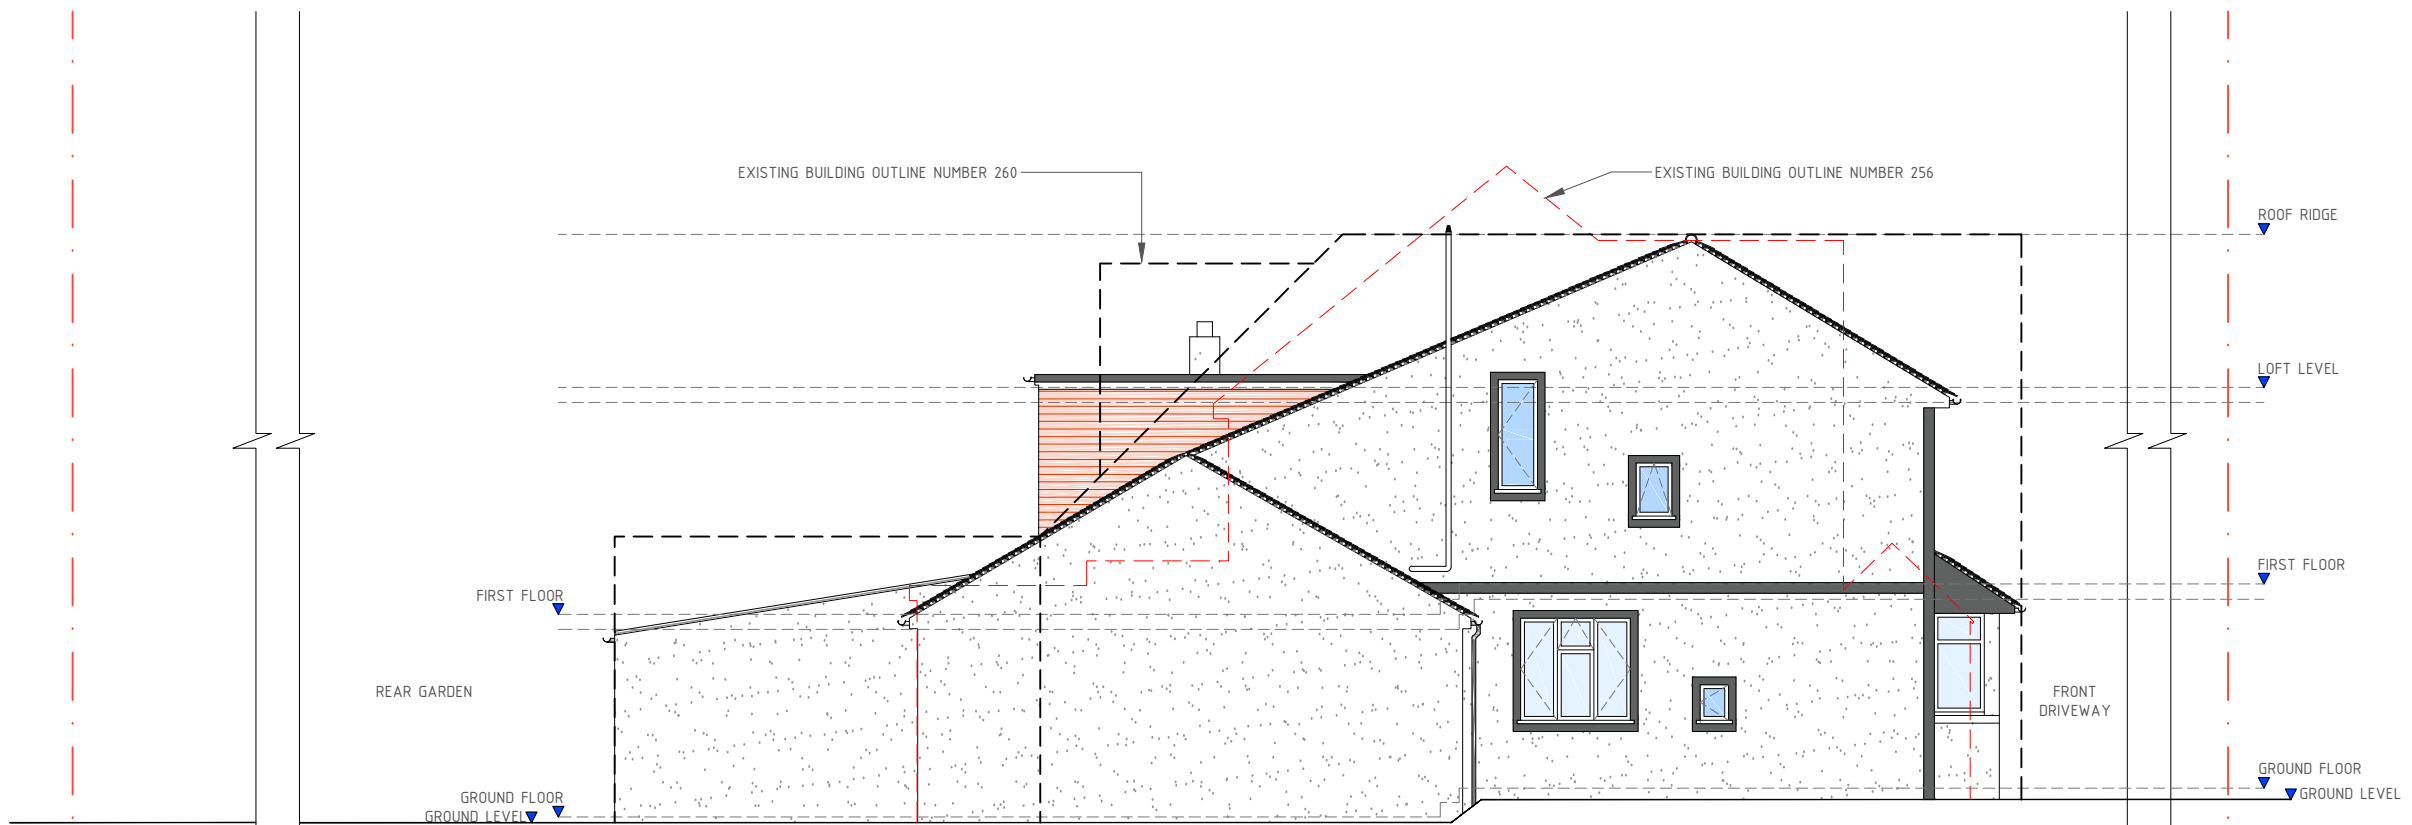 EXISTING BUILDING OUTLINE NUMBER 260
EXISTING BUILDING OUTLINE NUMBER 256
ROOF RIDGE
LOFT LEVEL
FIRST FLOOR
FIRST FLOOR
REAR GARDEN
FRONT
DRIVEWAY
GROUND FLOOR
GROUND LEVEL
GROUND FLOOR
GROUND LEVEL